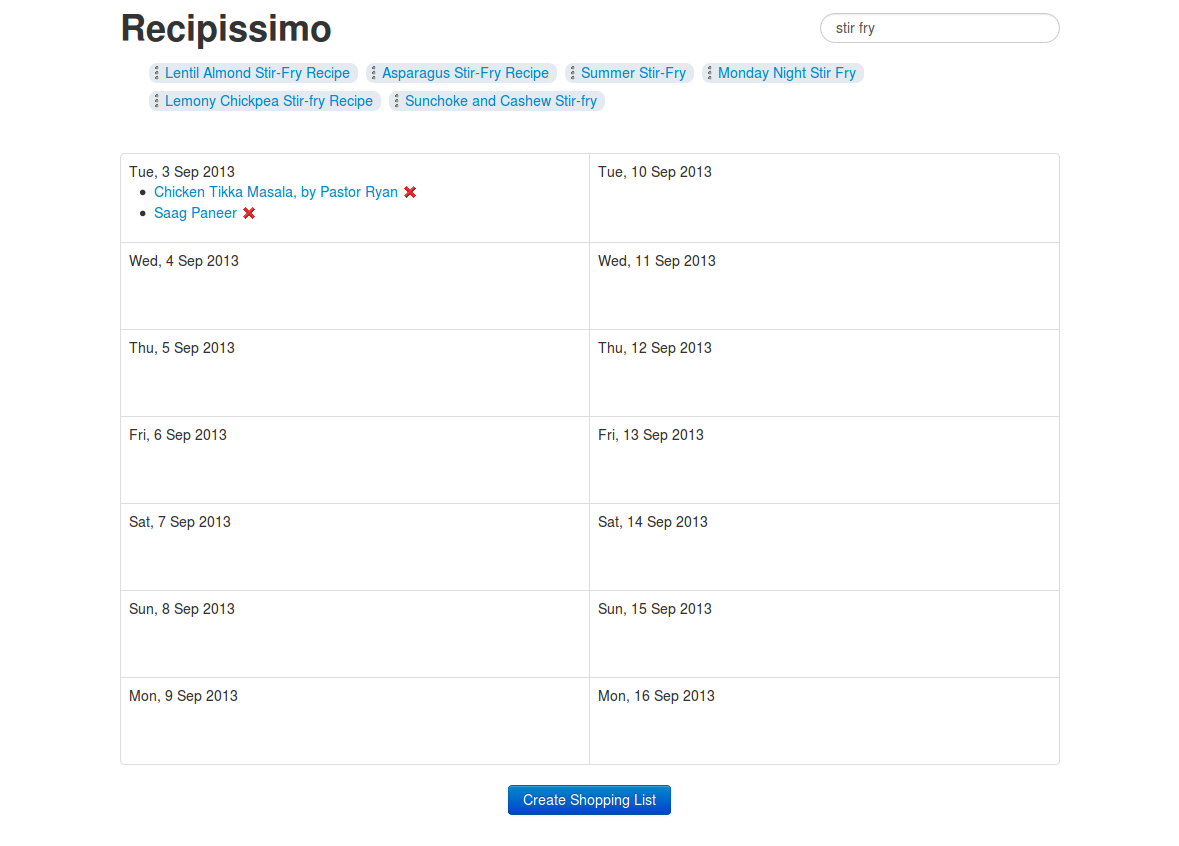 Recipissimo
stir fry
Lentil Almond Stir-Fry Recipe Asparagus Stir-Fry Recipe Summer Stir-Fry Monday Night Stir Fry
Lemony Chickpea Stir-fry Recipe Sunchoke and Cashew Stir-fry
Tue, 3 Sep 2013
Chicken Tikka Masala, by Pastor Ryan
Saag Paneer
Tue, 10 Sep 2013
Wed, 4 Sep 2013
Wed, 11 Sep 2013
Thu, 5 Sep 2013
Thu, 12 Sep 2013
Fri, 6 Sep 2013
Fri, 13 Sep 2013
Sat, 7 Sep 2013
Sat, 14 Sep 2013
Sun, 8 Sep 2013
Sun, 15 Sep 2013
Mon, 9 Sep 2013
Mon, 16 Sep 2013
Create Shopping List